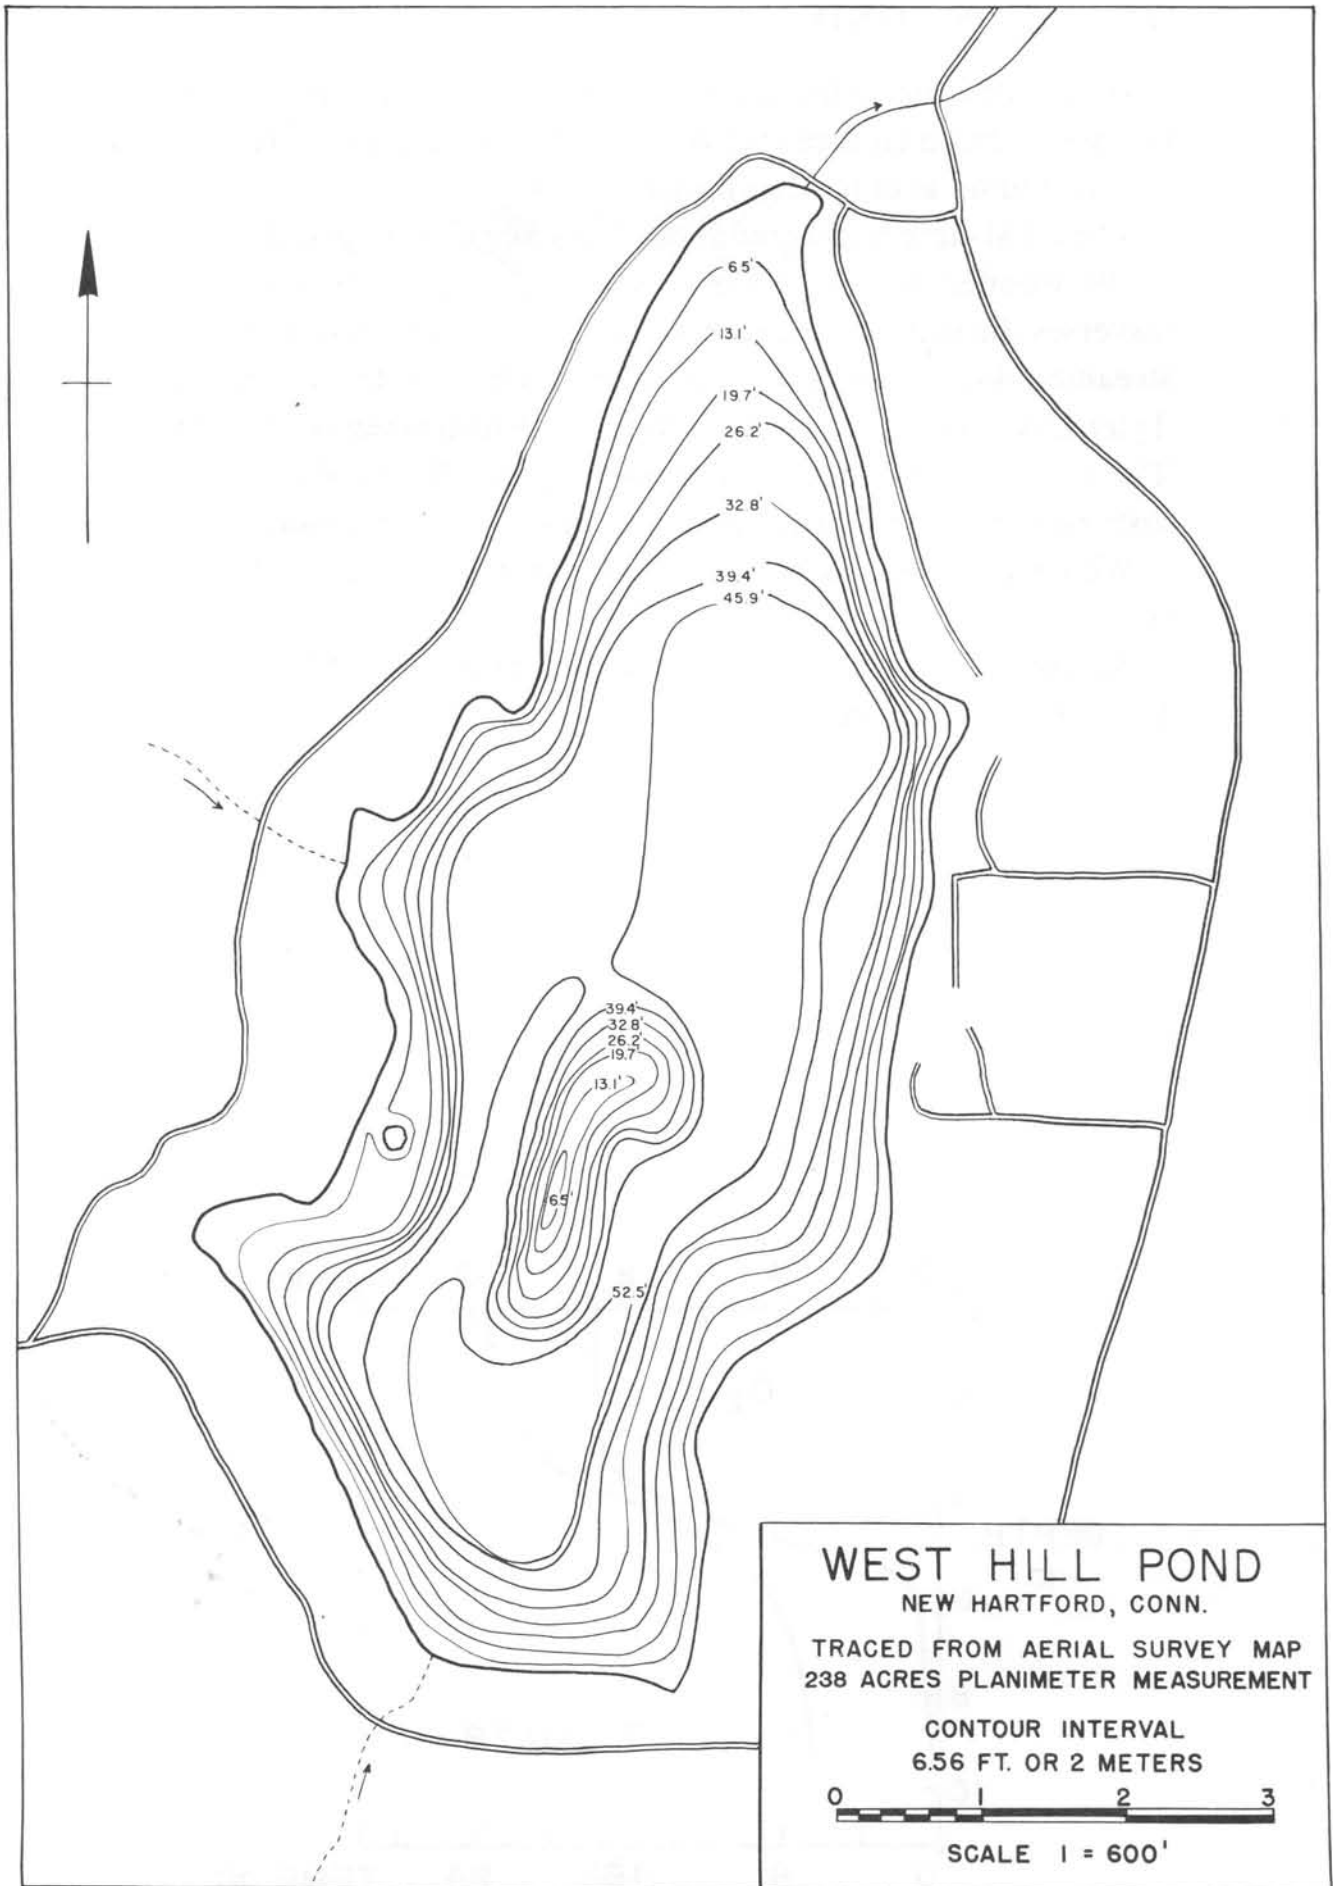 6.5'
13.1'
19.7'
26.2'
32.8'
39.4'
45.9'
39.4'
32.8'
26.2'
19.7'
13.1'
6.5'
52.5'
WEST HILL POND
NEW HARTFORD, CONN.
TRACED FROM AERIAL SURVEY MAP
238 ACRES PLANIMETER MEASUREMENT
CONTOUR INTERVAL
6.56 FT. OR 2 METERS
0 1 2 3
SCALE 1 = 600'